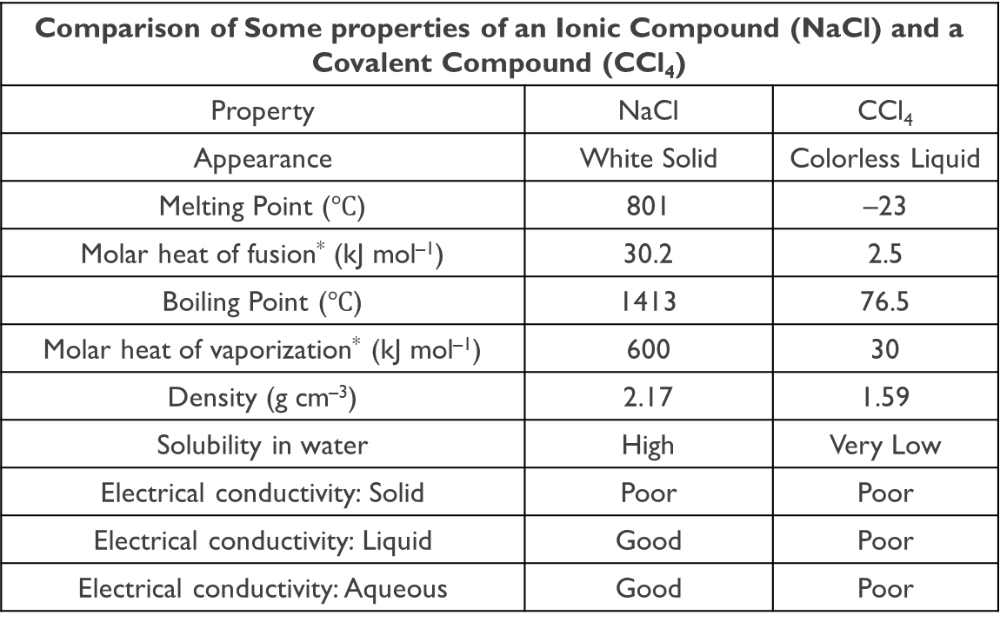 Comparison of Some properties of an Ionic Compound (NaCl) and a
Covalent Compound (CCl₄)
Property NaCl CCl₄
Appearance White Solid Colorless Liquid
Melting Point (°C) 801 –23
Molar heat of fusion* (kJ mol⁻¹) 30.2 2.5
Boiling Point (°C) 1413 76.5
Molar heat of vaporization* (kJ mol⁻¹) 600 30
Density (g cm⁻³) 2.17 1.59
Solubility in water High Very Low
Electrical conductivity: Solid Poor Poor
Electrical conductivity: Liquid Good Poor
Electrical conductivity: Aqueous Good Poor